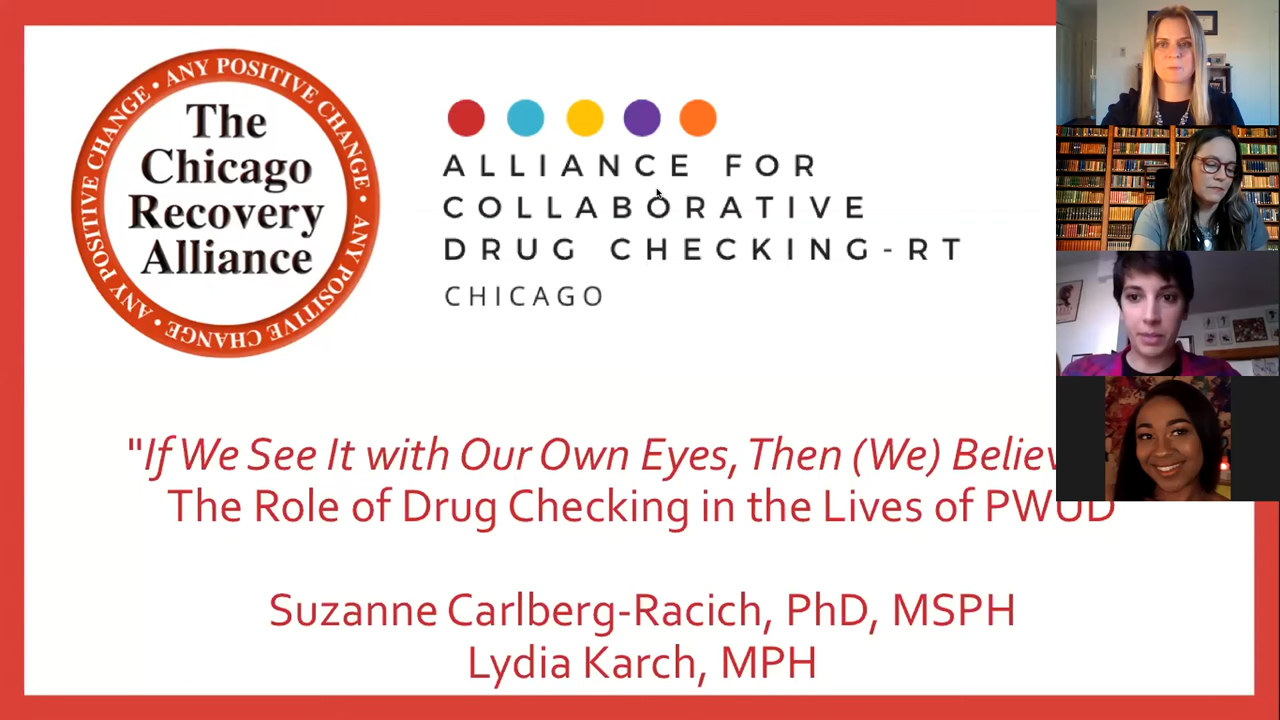 ANY POSITIVE CHANGE • ANY POSITIVE CHANGE • ANY POSITIVE CHANGE •
The
Chicago
Recovery
Alliance
ALLIANCE FOR
COLLABORATIVE
DRUG CHECKING-RT
CHICAGO
"If We See It with Our Own Eyes, Then (We)
The Role of Drug Checking in the Lives of PWUD
Suzanne Carlberg-Racich, PhD, MSPH
Lydia Karch, MPH